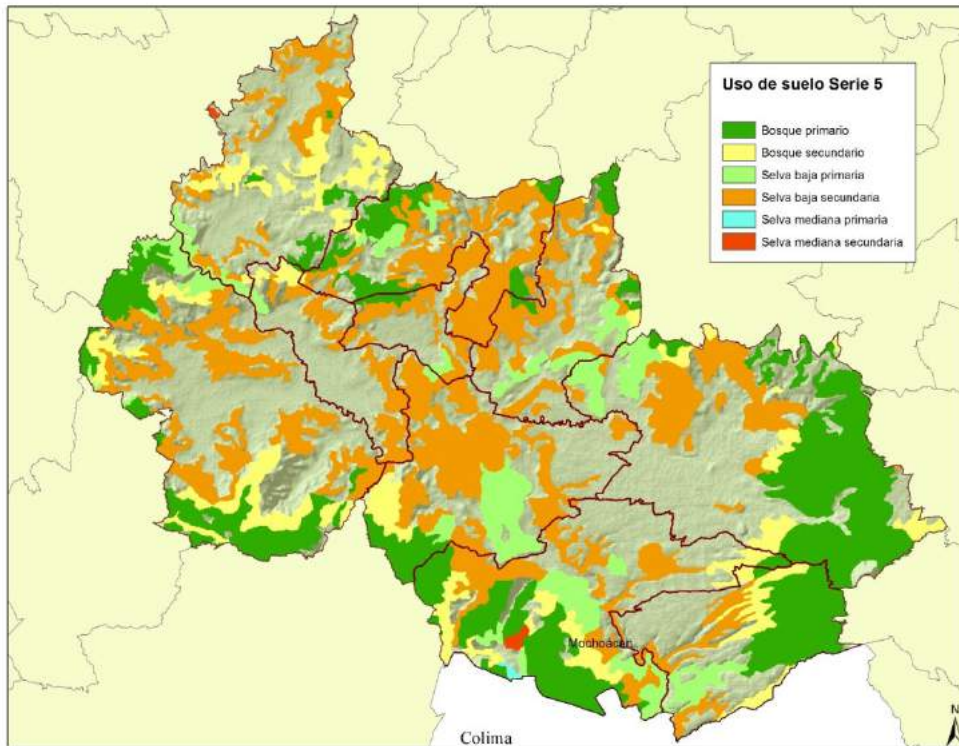 Uso de suelo Serie 5
Bosque primario
Bosque secundario
Selva baja primaria
Selva baja secundaria
Selva mediana primaria
Selva mediana secundaria
Mochoácan
Colima
N